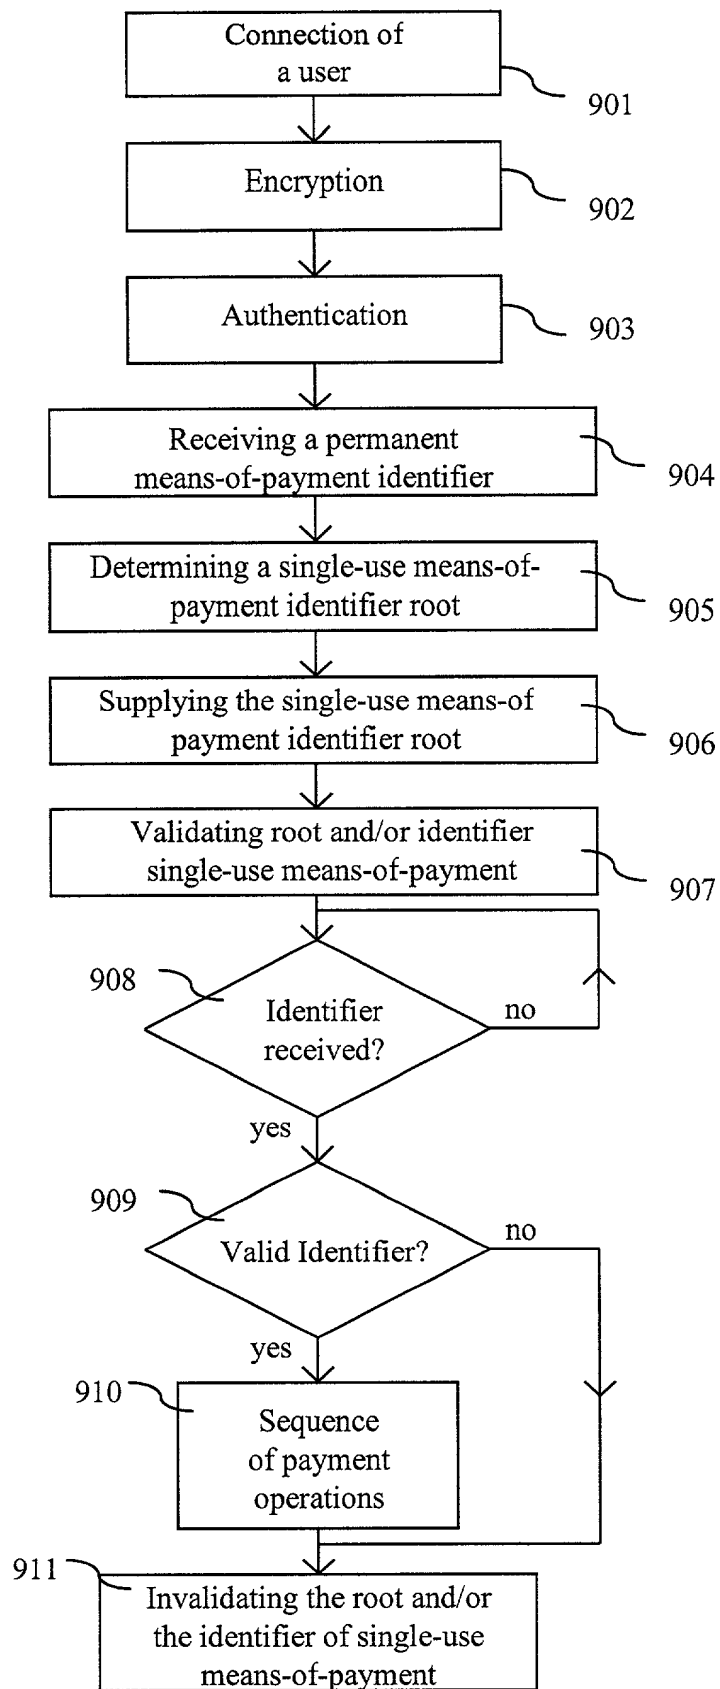 Connection of
a user
901
Encryption
902
Authentication
903
Receiving a permanent
means-of-payment identifier
904
Determining a single-use means-of-
payment identifier root
905
Supplying the single-use means-of
payment identifier root
906
Validating root and/or identifier
single-use means-of-payment
907
908
Identifier
received?
no
yes
909
Valid Identifier?
no
yes
910
Sequence
of payment
operations
911
Invalidating the root and/or
the identifier of single-use
means-of-payment